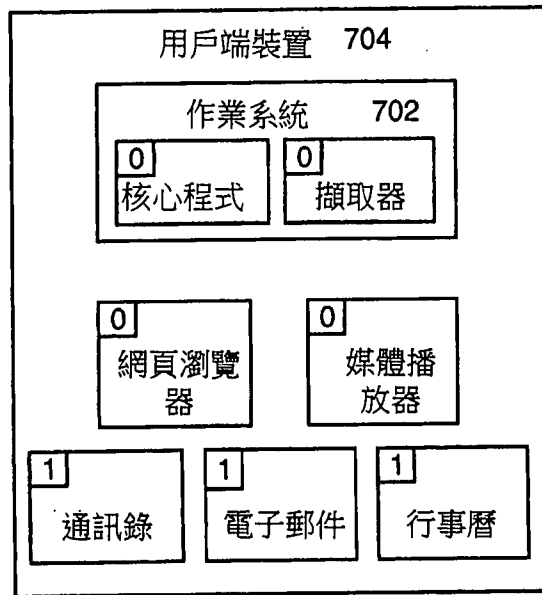 用戶端裝置 704
作業系統 702
0 0
核心程式 擷取器
0 0
網頁瀏覽 媒體播
器 放器
1 1 1
通訊錄 電子郵件 行事曆